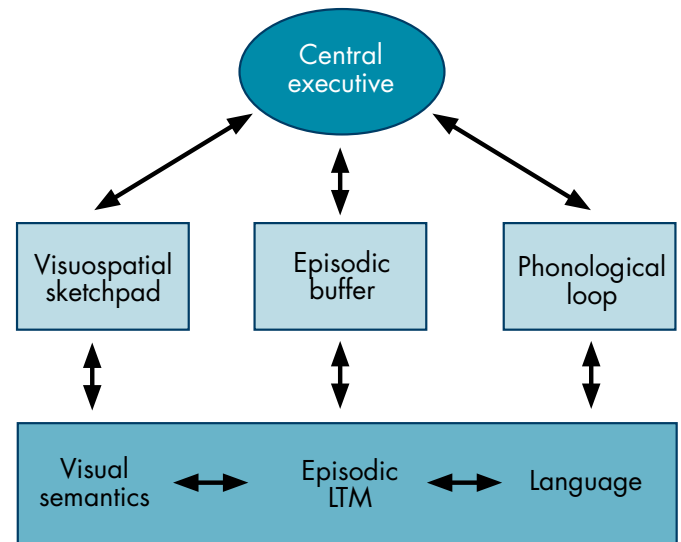 Central
executive
Visuospatial
sketchpad
Episodic
buffer
Phonological
loop
Visual
semantics
Episodic
LTM
Language